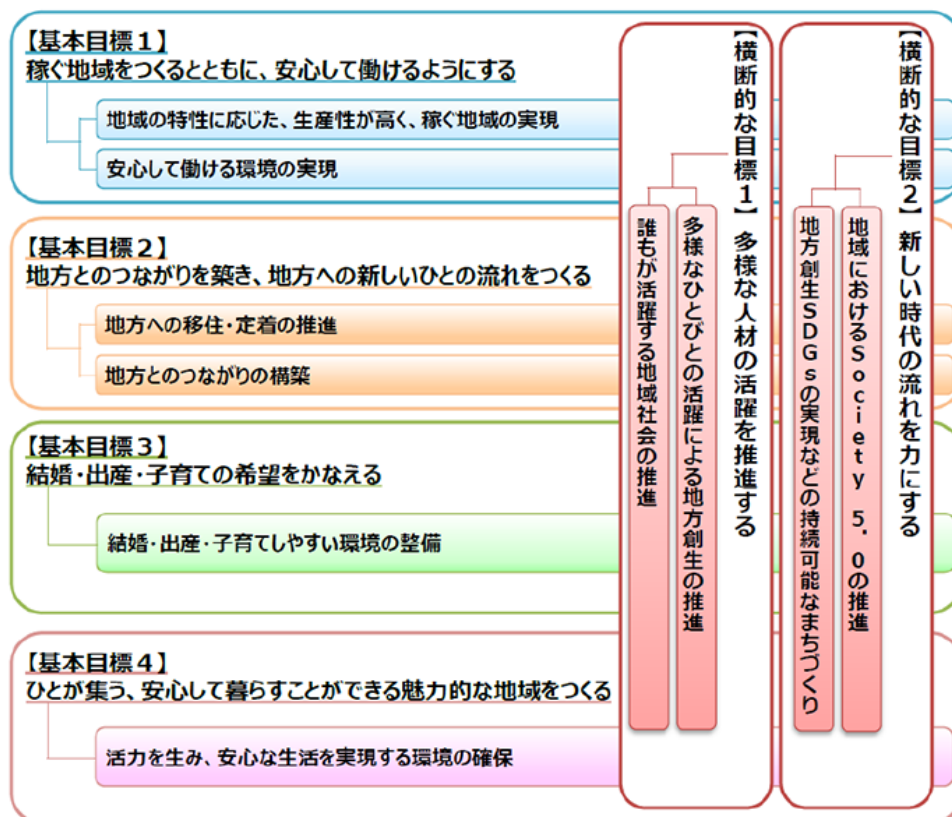 【基本目標１】
稼ぐ地域をつくるとともに、安心して働けるようにする
地域の特性に応じた、生産性が高く、稼ぐ地域の実現
安心して働ける環境の実現
【基本目標２】
地方とのつながりを築き、地方への新しいひとの流れをつくる
地方への移住・定着の推進
地方とのつながりの構築
【基本目標３】
結婚・出産・子育ての希望をかなえる
結婚・出産・子育てしやすい環境の整備
【基本目標４】
ひとが集う、安心して暮らすことができる魅力的な地域をつくる
活力を生み、安心な生活を実現する環境の確保
【横断的な目標１】多様な人材の活躍を推進する
多様なひとびとの活躍による地方創生の推進
誰もが活躍する地域社会の推進
【横断的な目標２】新しい時代の流れを力にする
地域におけるＳｏｃｉｅｔｙ ５．０の推進
地方創生ＳＤＧｓの実現などの持続可能なまちづくり